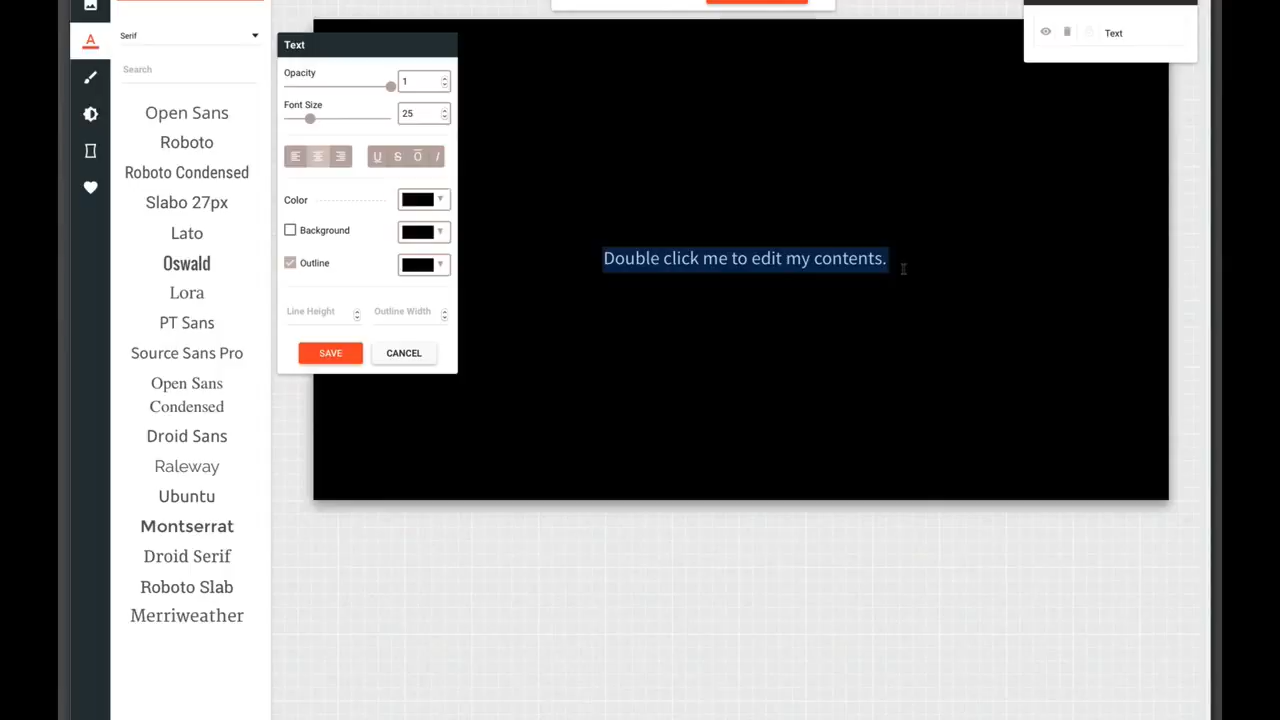 Serif
Search
Open Sans
Roboto
Roboto Condensed
Slabo 27px
Lato
Oswald
Lora
PT Sans
Source Sans Pro
Open Sans
Condensed
Droid Sans
Raleway
Ubuntu
Montserrat
Droid Serif
Roboto Slab
Merriweather
Text
Opacity
1
Font Size
25
U S O I
Color
Background
Outline
Line Height Outline Width
SAVE CANCEL
Double click me to edit my contents.
Text